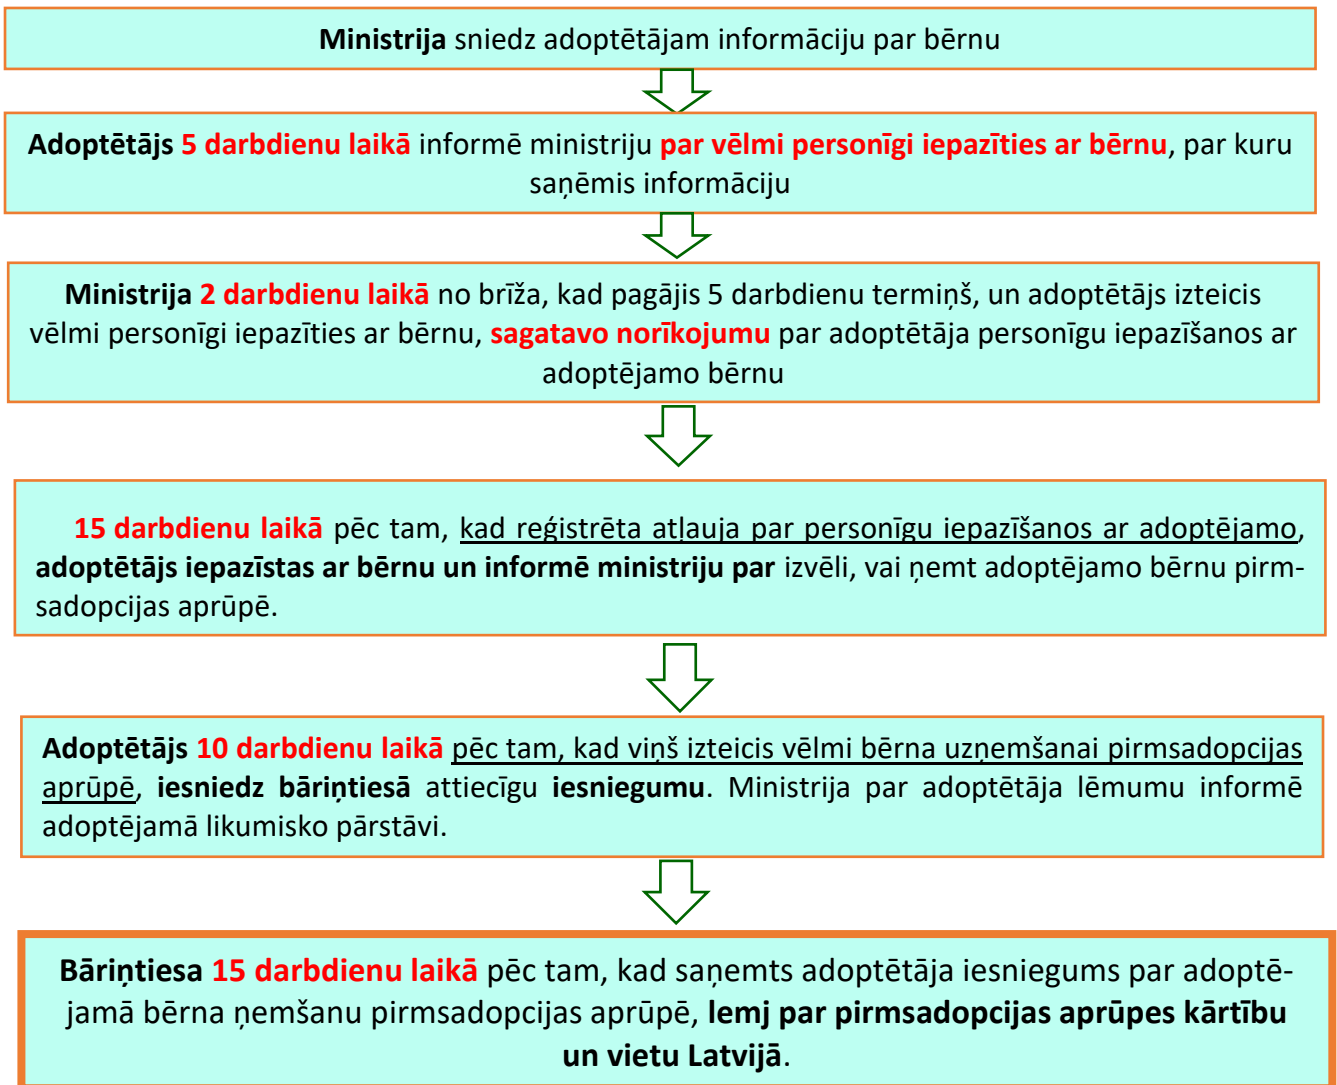 Ministrija sniedz adoptētājam informāciju par bērnu
Adoptētājs 5 darbdienu laikā informē ministriju par vēlmi personīgi iepazīties ar bērnu, par kuru
saņēmis informāciju
Ministrija 2 darbdienu laikā no brīža, kad pagājis 5 darbdienu termiņš, un adoptētājs izteicis
vēlmi personīgi iepazīties ar bērnu, sagatavo norīkojumu par adoptētāja personīgu iepazīšanos ar
adoptējamo bērnu
15 darbdienu laikā pēc tam, kad reģistrēta atļauja par personīgu iepazīšanos ar adoptējamo,
adoptētājs iepazīstas ar bērnu un informē ministriju par izvēli, vai ņemt adoptējamo bērnu pirm-
sadopcijas aprūpē.
Adoptētājs 10 darbdienu laikā pēc tam, kad viņš izteicis vēlmi bērna uzņemšanai pirmsadopcijas
aprūpē, iesniedz bāriņtiesā attiecīgu iesniegumu. Ministrija par adoptētāja lēmumu informē
adoptējamā likumisko pārstāvi.
Bāriņtiesa 15 darbdienu laikā pēc tam, kad saņemts adoptētāja iesniegums par adoptē-
jamā bērna ņemšanu pirmsadopcijas aprūpē, lemj par pirmsadopcijas aprūpes kārtību
un vietu Latvijā.